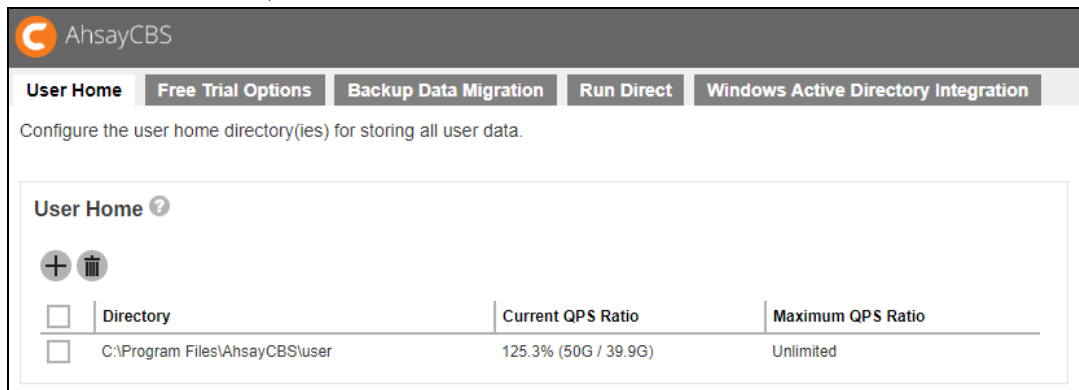 AhsayCBS
User Home Free Trial Options Backup Data Migration Run Direct Windows Active Directory Integration
Configure the user home directory(ies) for storing all user data.
User Home ?
Directory Current QPS Ratio Maximum QPS Ratio
C:\Program Files\AhsayCBS\user 125.3% (50G / 39.9G) Unlimited